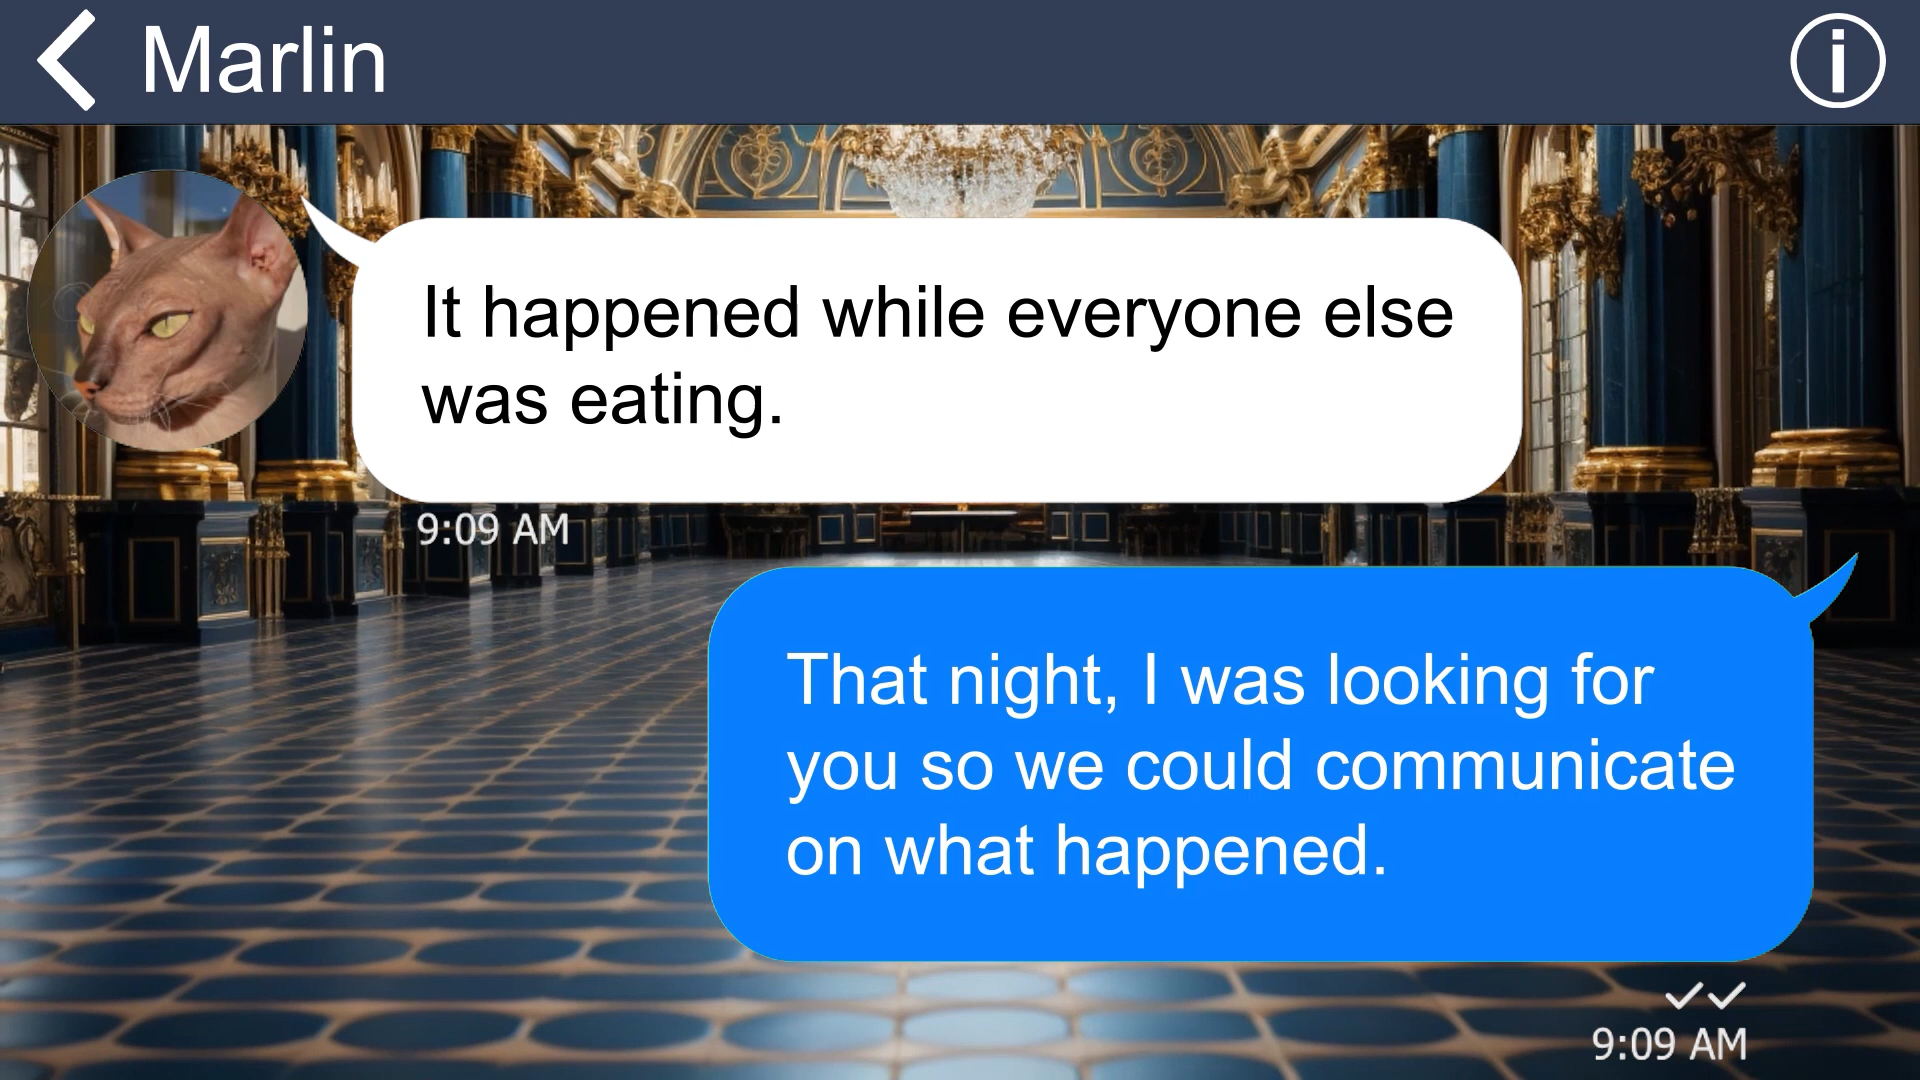 Marlin
It happened while everyone else
was eating.
9:09 AM
That night, I was looking for
you so we could communicate
on what happened.
9:09 AM